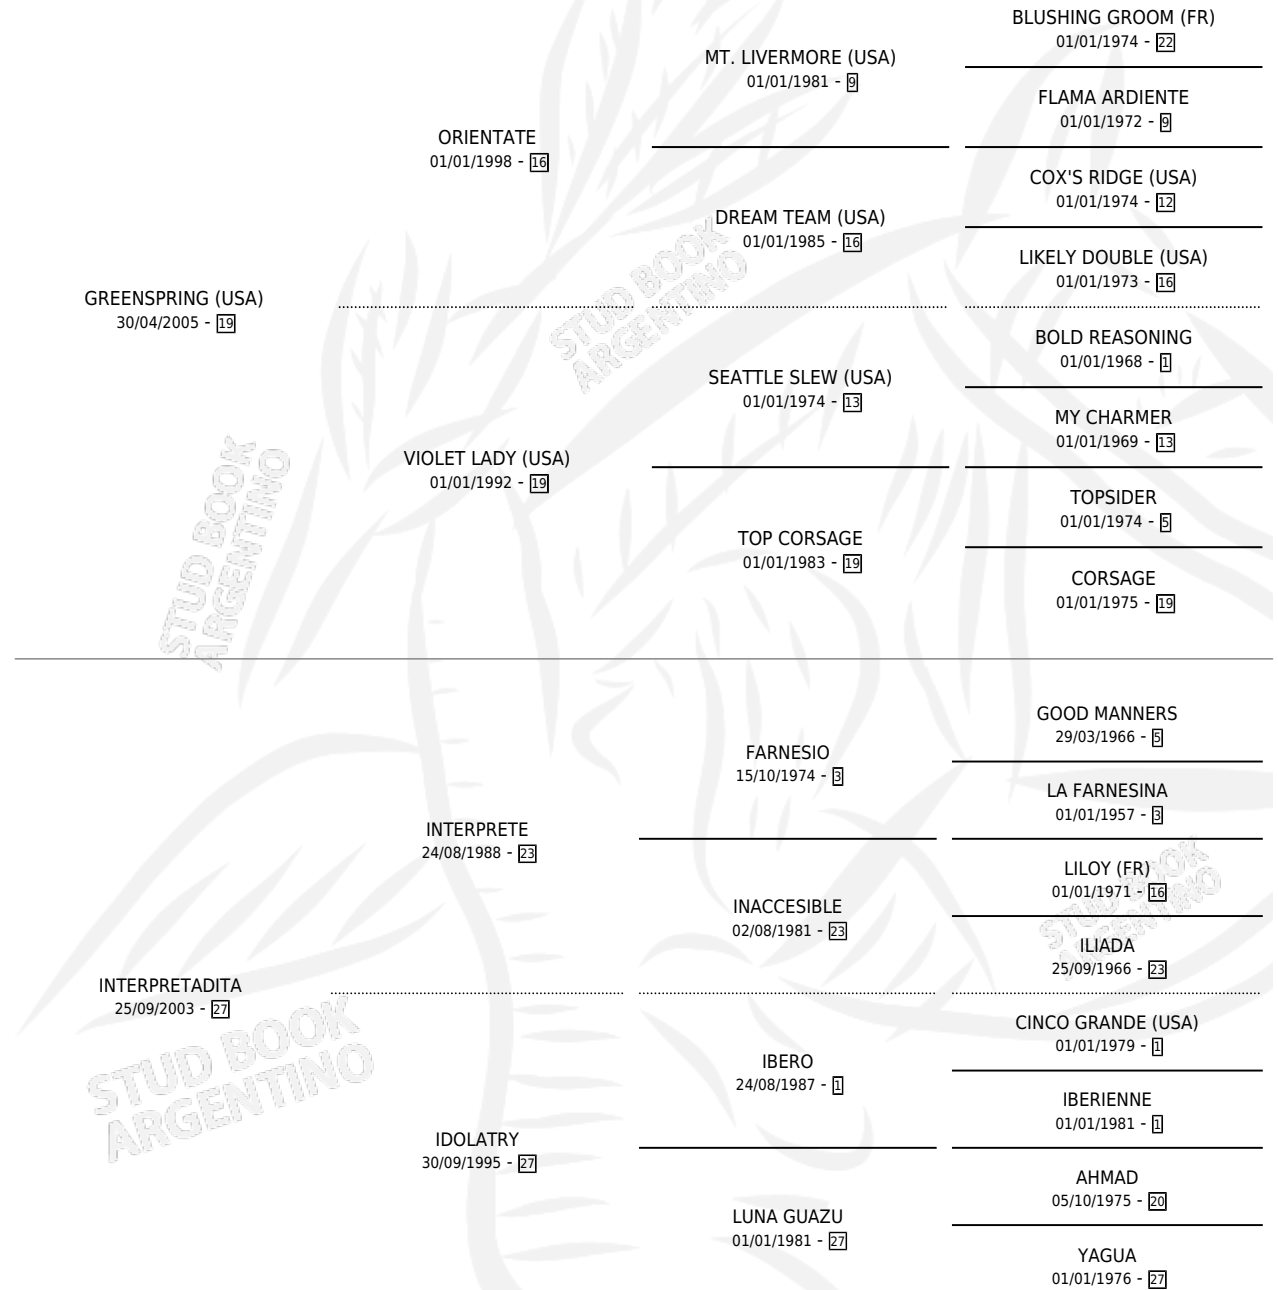 BLUSHING GROOM (FR)
01/01/1974 - 22
MT. LIVERMORE (USA)
01/01/1981 - 9
FLAMA ARDIENTE
01/01/1972 - 9
ORIENTATE
01/01/1998 - 16
COX'S RIDGE (USA)
01/01/1974 - 12
DREAM TEAM (USA)
01/01/1985 - 16
LIKELY DOUBLE (USA)
01/01/1973 - 16
GREENSPRING (USA)
30/04/2005 - 19
BOLD REASONING
01/01/1968 - 1
SEATTLE SLEW (USA)
01/01/1974 - 13
MY CHARMER
01/01/1969 - 13
VIOLET LADY (USA)
01/01/1992 - 19
TOPSIDER
01/01/1974 - 5
TOP CORSAGE
01/01/1983 - 19
CORSAGE
01/01/1975 - 19
STUD BOOK
ARGENTINO
STUD BOOK
ARGENTINO
GOOD MANNERS
29/03/1966 - 5
FARNESIO
15/10/1974 - 3
LA FARNESINA
01/01/1957 - 3
INTERPRETE
24/08/1988 - 23
LILOY (FR)
01/01/1971 - 16
INACCESIBLE
02/08/1981 - 23
ILIADA
25/09/1966 - 23
STUD BOOK
ARGENTINO
INTERPRETADITA
25/09/2003 - 27
CINCO GRANDE (USA)
01/01/1979 - 1
IBERO
24/08/1987 - 1
IBERIENNE
01/01/1981 - 1
STUD BOOK
ARGENTINO
IDOLATRY
30/09/1995 - 27
AHMAD
05/10/1975 - 20
LUNA GUAZU
01/01/1981 - 27
YAGUA
01/01/1976 - 27